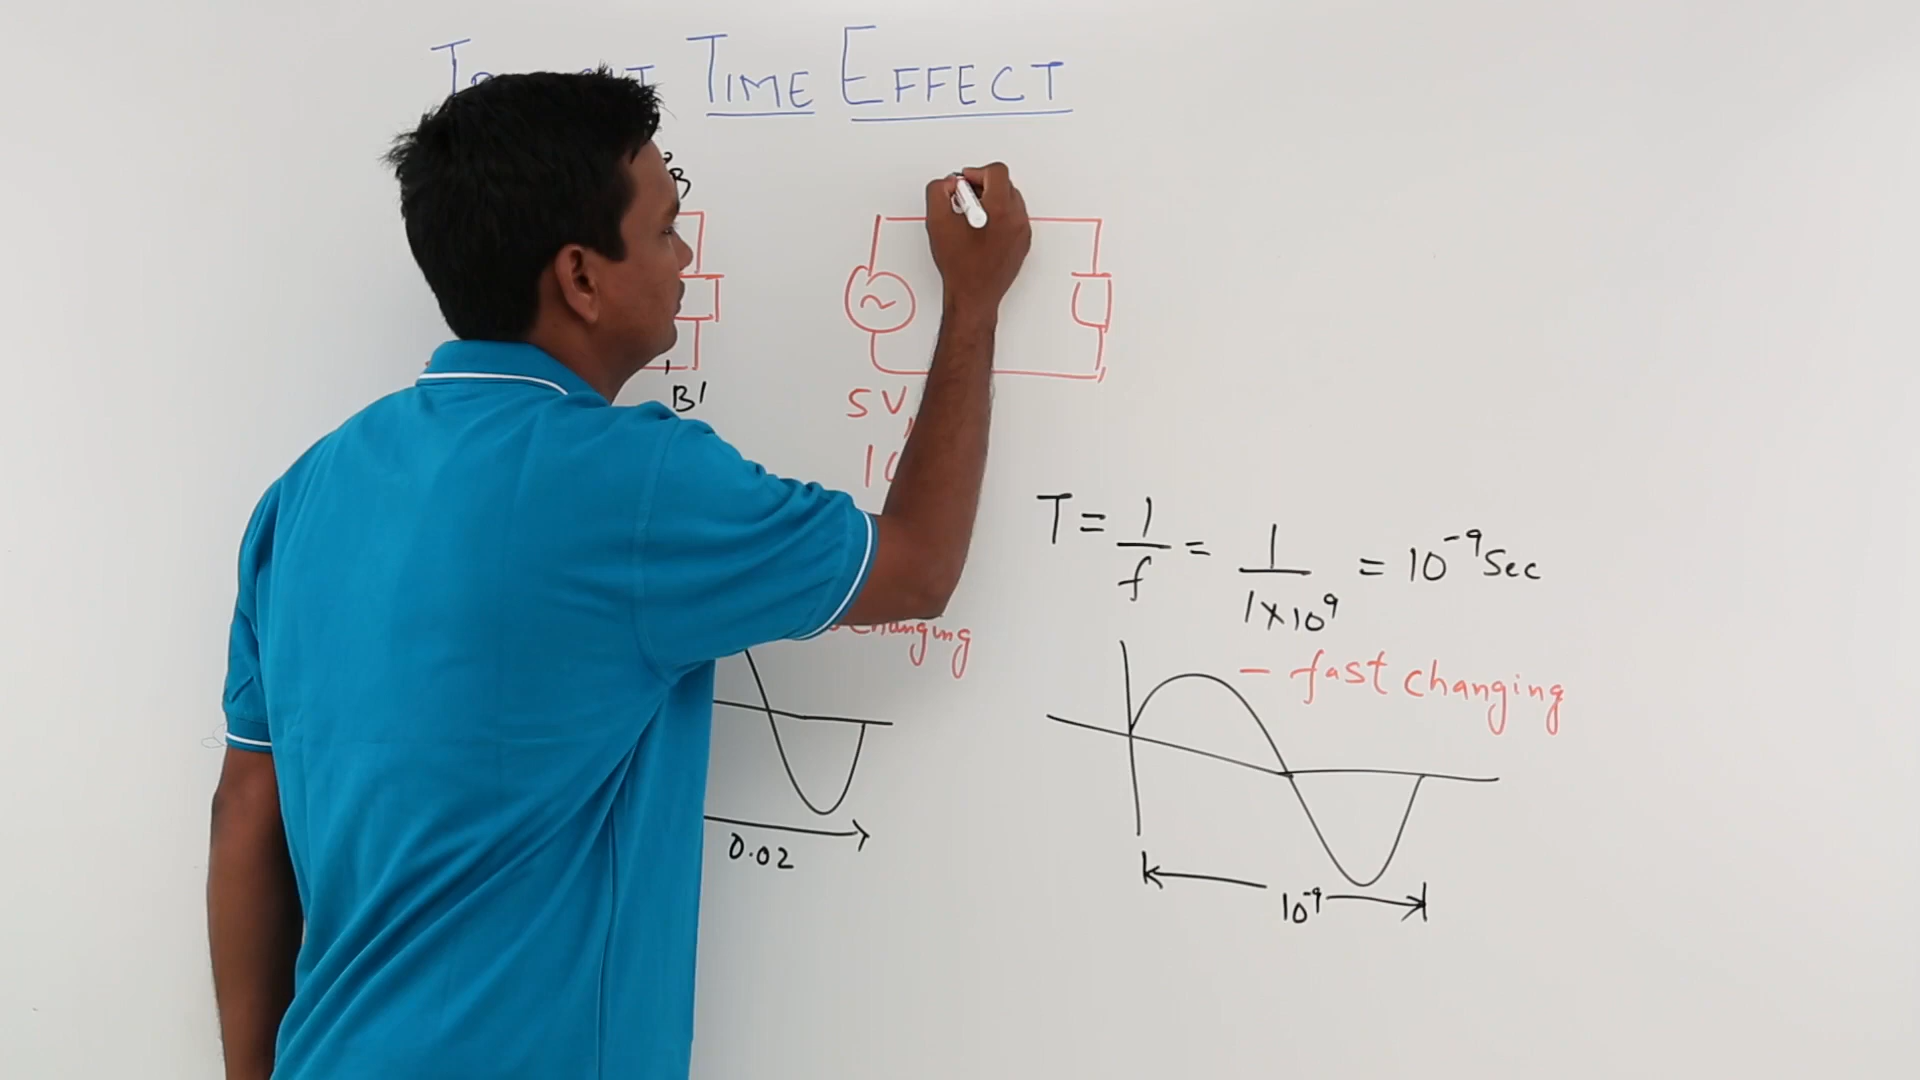 TIME EFFECT
B
B'
5V,
T = 1/f = 1/1×10⁹ = 10⁻⁹ Sec
changing
- fast changing
0.02
10⁻⁹